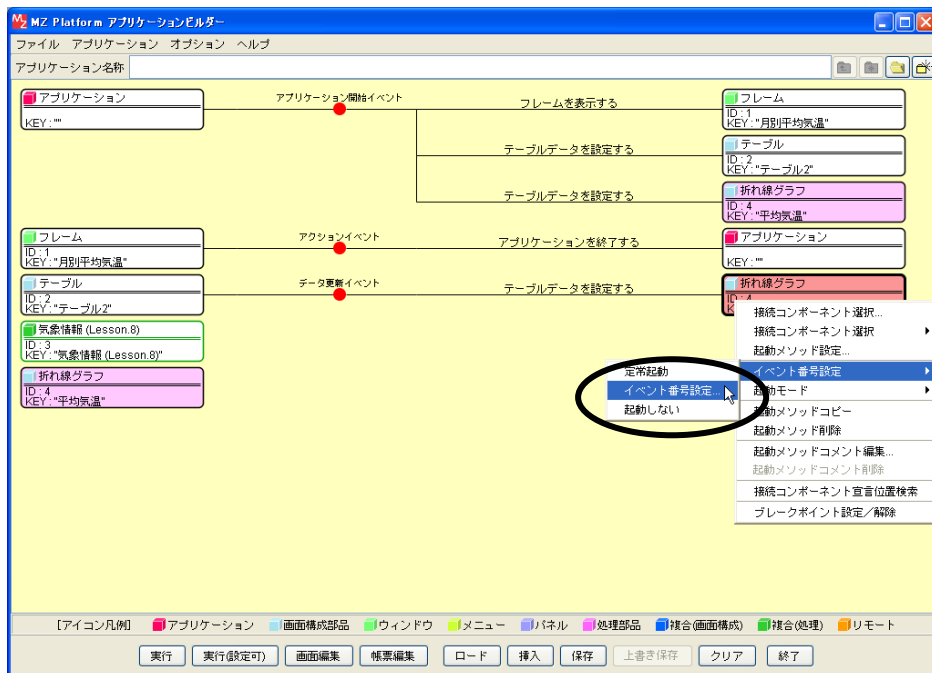 MZ Platform アプリケーションビルダー
ファイル アプリケーション オプション ヘルプ
アプリケーション名称
アプリケーション
KEY:""
アプリケーション開始イベント
フレームを表示する
フレーム
ID:1
KEY:"月別平均気温"
テーブルデータを設定する
テーブル
ID:2
KEY:"テーブル2"
テーブルデータを設定する
折れ線グラフ
ID:4
KEY:"平均気温"
フレーム
ID:1
KEY:"月別平均気温"
アクションイベント
アプリケーションを終了する
アプリケーション
KEY:""
テーブル
ID:2
KEY:"テーブル2"
データ更新イベント
テーブルデータを設定する
折れ線グラフ
ID:4
気象情報 (Lesson.8)
ID:3
KEY:"気象情報 (Lesson.8)"
折れ線グラフ
ID:4
KEY:"平均気温"
接続コンポーネント選択...
接続コンポーネント選択
起動メソッド設定...
イベント番号設定
起動モード
起動メソッドコピー
起動メソッド削除
起動メソッドコメント編集...
起動メソッドコメント削除
接続コンポーネント宣言位置検索
ブレークポイント設定/解除
定常起動
イベント番号設定...
起動しない
[アイコン凡例] アプリケーション 画面構成部品 ウィンドウ メニュー パネル 処理部品 複合(画面構成) 複合(処理) リモート
実行 実行(設定可) 画面編集 帳票編集 ロード 挿入 保存 上書き保存 クリア 終了